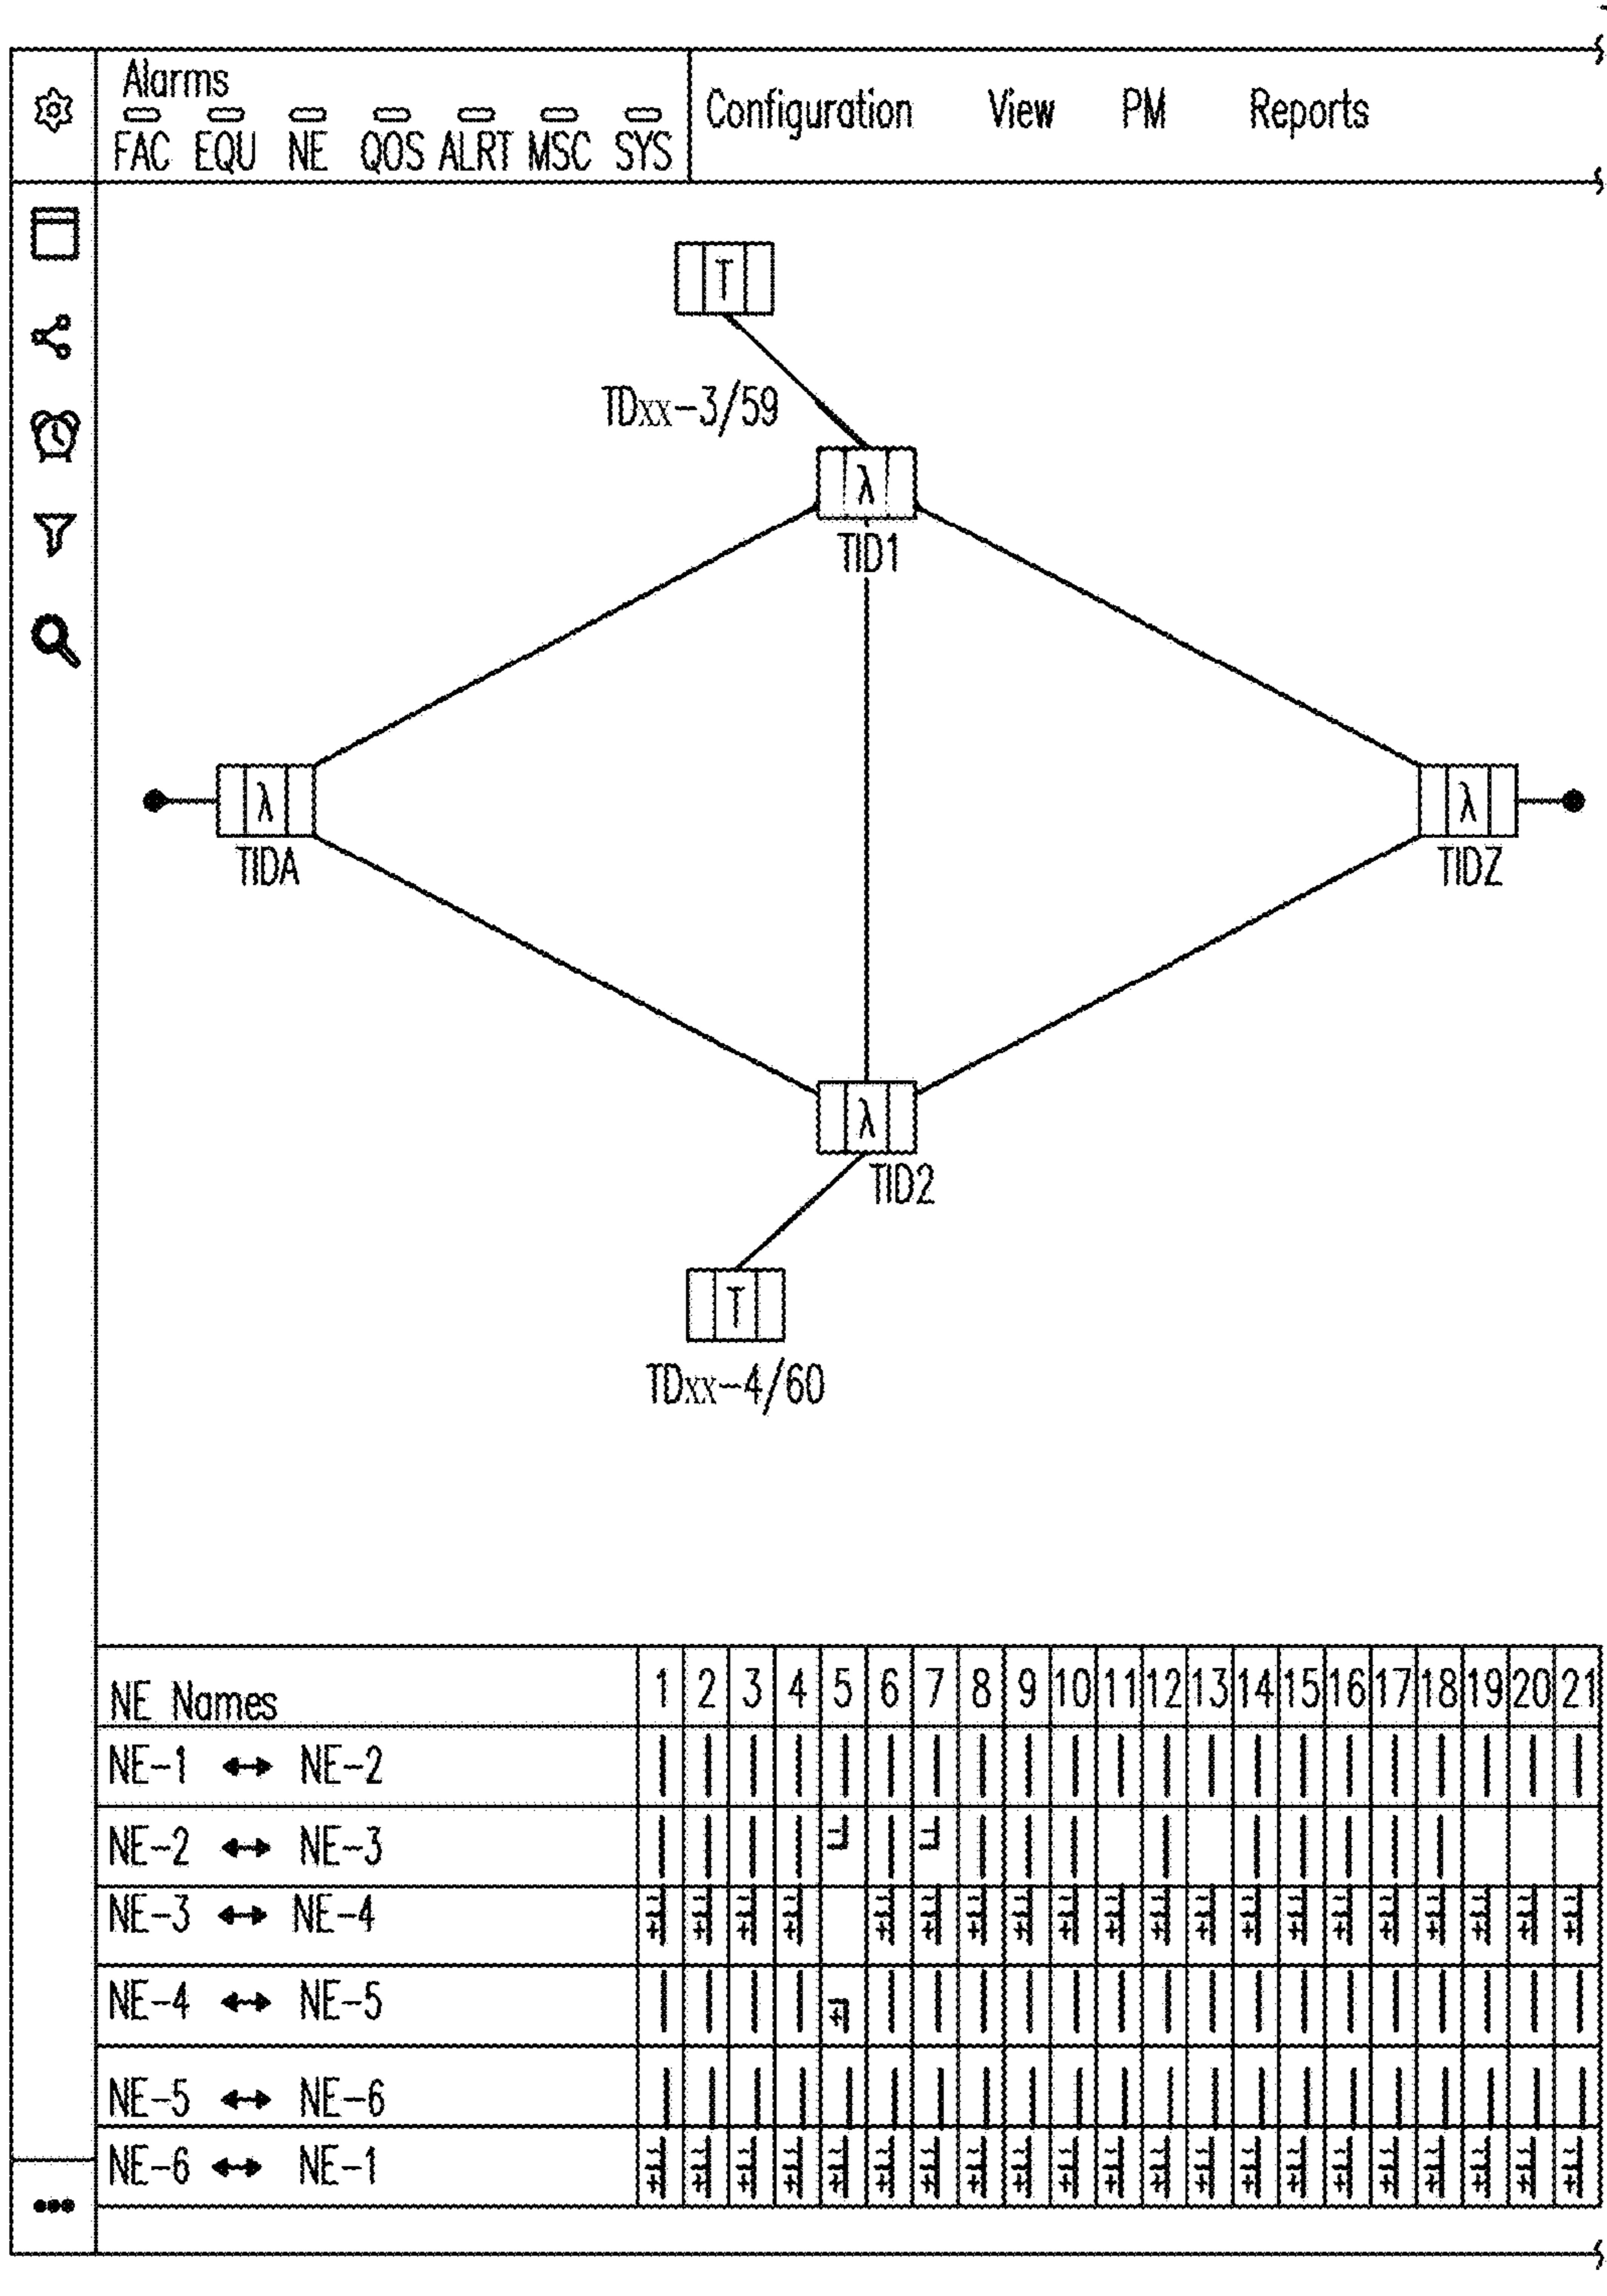 Alarms
FAC EQU NE QOS ALRT MSC SYS
Configuration View PM Reports
T
TDxx-3/59
λ
TID1
λ
TIDA
λ
TIDZ
λ
TID2
T
TDxx-4/60
NE Names 1 2 3 4 5 6 7 8 9 10 11 12 13 14 15 16 17 18 19 20 21
NE-1 ↔ NE-2
NE-2 ↔ NE-3
NE-3 ↔ NE-4
NE-4 ↔ NE-5
NE-5 ↔ NE-6
NE-6 ↔ NE-1